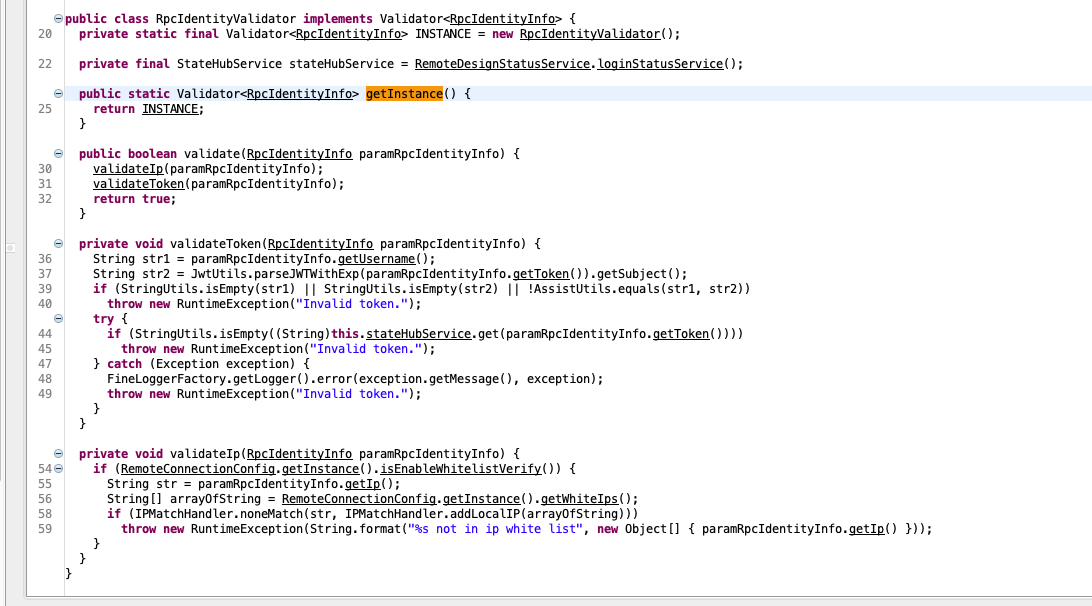 public class RpcIdentityValidator implements Validator<RpcIdentityInfo> {
20 private static final Validator<RpcIdentityInfo> INSTANCE = new RpcIdentityValidator();
22 private final StateHubService stateHubService = RemoteDesignStatusService.loginStatusService();
public static Validator<RpcIdentityInfo> getInstance() {
25 return INSTANCE;
}
public boolean validate(RpcIdentityInfo paramRpcIdentityInfo) {
30 validateIp(paramRpcIdentityInfo);
31 validateToken(paramRpcIdentityInfo);
32 return true;
}
private void validateToken(RpcIdentityInfo paramRpcIdentityInfo) {
36 String str1 = paramRpcIdentityInfo.getUsername();
37 String str2 = JwtUtils.parseJWTWithExp(paramRpcIdentityInfo.getToken()).getSubject();
39 if (StringUtils.isEmpty(str1) || StringUtils.isEmpty(str2) || !AssistUtils.equals(str1, str2))
40 throw new RuntimeException("Invalid token.");
try {
44 if (StringUtils.isEmpty((String)this.stateHubService.get(paramRpcIdentityInfo.getToken())))
45 throw new RuntimeException("Invalid token.");
47 } catch (Exception exception) {
48 FineLoggerFactory.getLogger().error(exception.getMessage(), exception);
49 throw new RuntimeException("Invalid token.");
}
}
private void validateIp(RpcIdentityInfo paramRpcIdentityInfo) {
54 if (RemoteConnectionConfig.getInstance().isEnableWhitelistVerify()) {
55 String str = paramRpcIdentityInfo.getIp();
56 String[] arrayOfString = RemoteConnectionConfig.getInstance().getWhiteIps();
58 if (IPMatchHandler.noneMatch(str, IPMatchHandler.addLocalIP(arrayOfString)))
59 throw new RuntimeException(String.format("%s not in ip white list", new Object[] { paramRpcIdentityInfo.getIp() }));
}
}
}